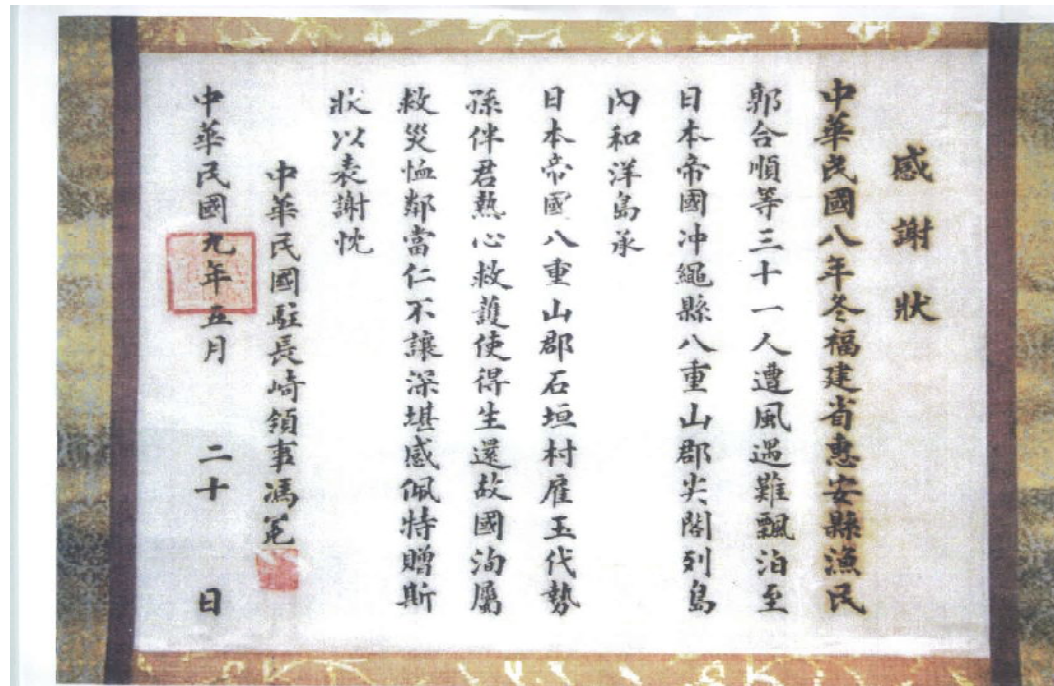 感謝狀
中華民國八年冬福建省惠安縣漁民
郭合順等三十一人遭風遇難飄泊至
日本帝國冲繩縣八重山郡尖閣列島
內和洋島承
日本帝國八重山郡石垣村雇玉代勢
孫伴君熱心救護使得生還故國洵屬
救災恤鄰當仁不讓深堪感佩特贈斯
狀以表謝忱
中華民國駐長崎領事馮冕
中華民國九年五月 二十 日